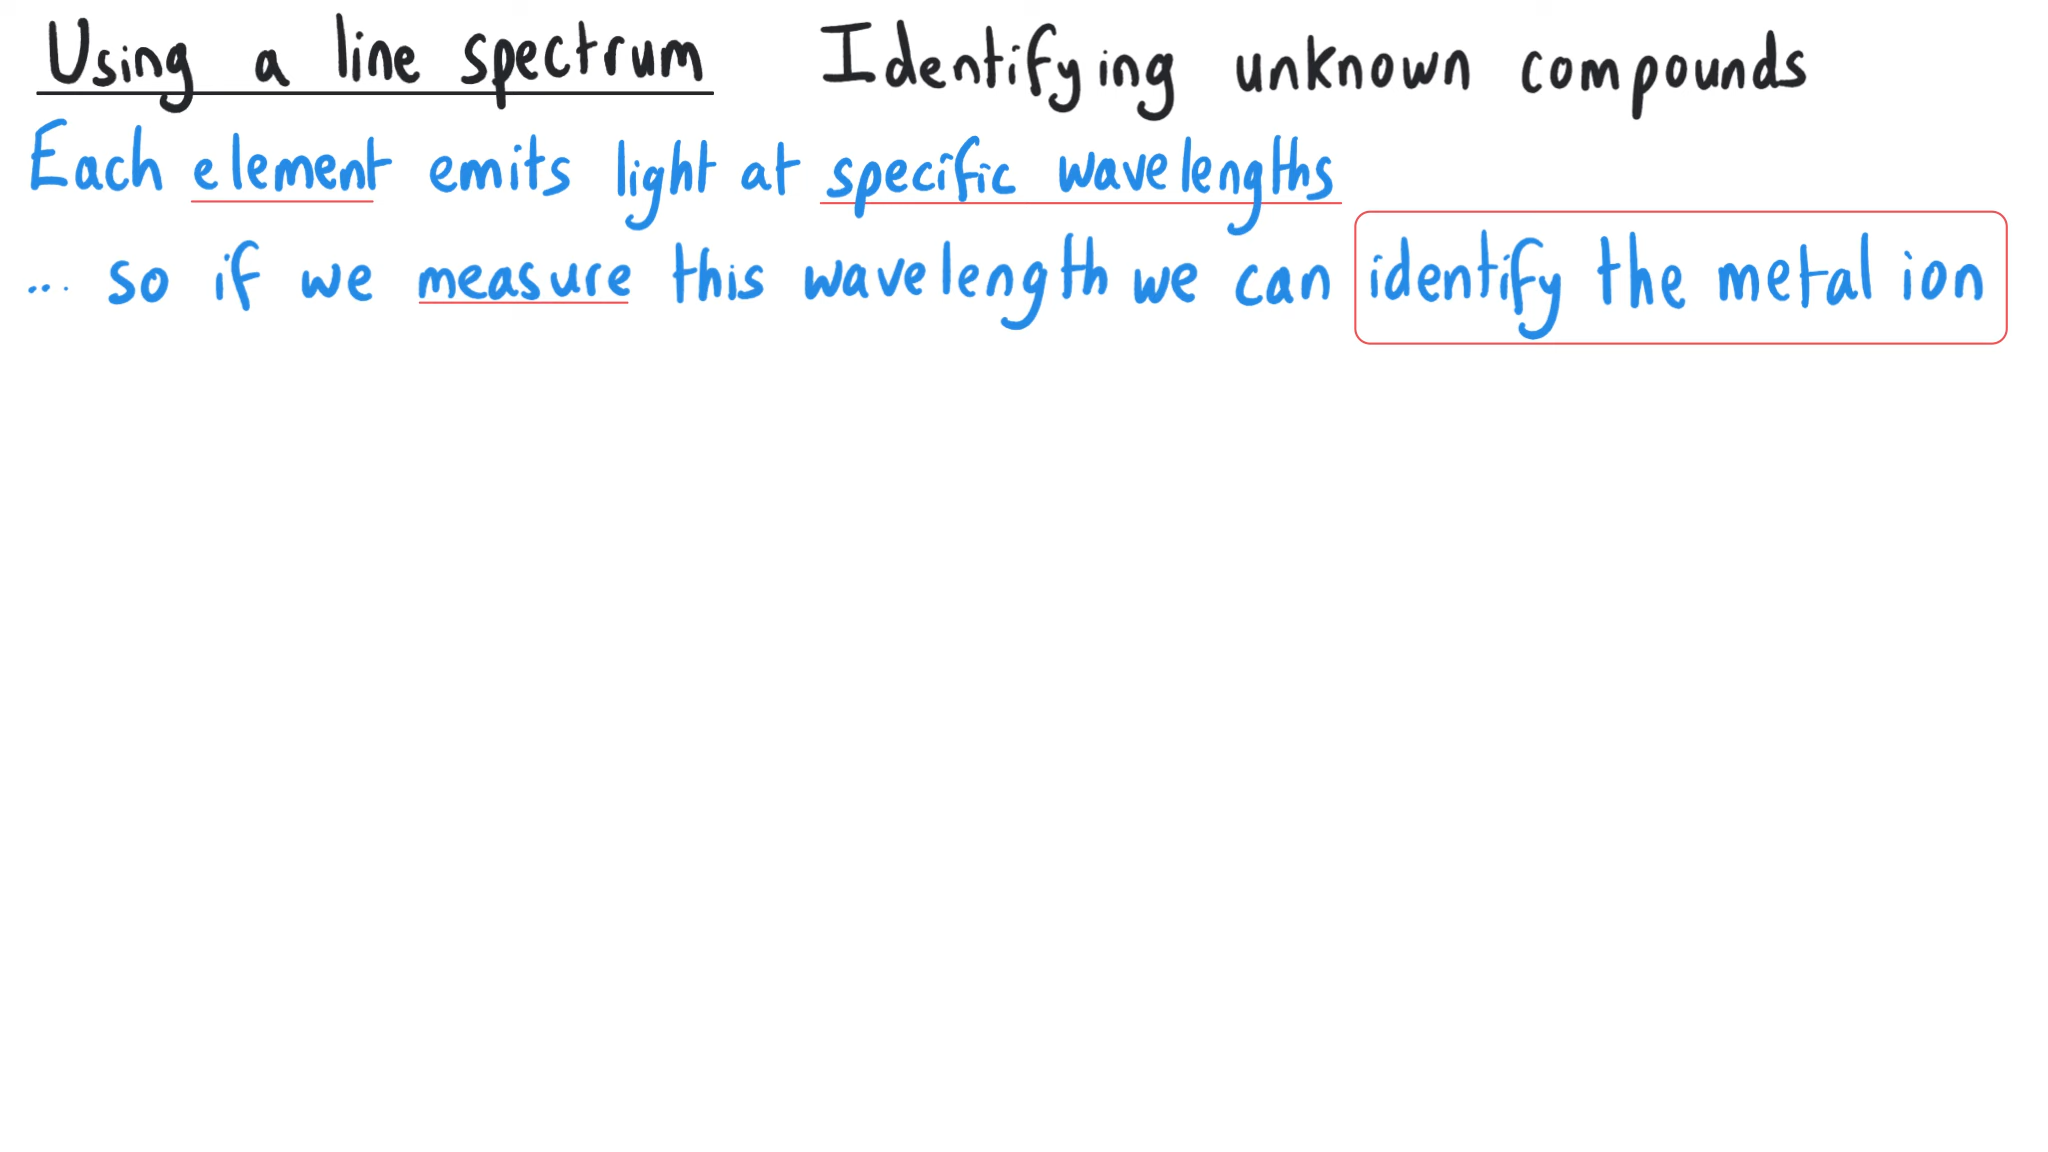 Using a line spectrum Identifying unknown compounds
Each element emits light at specific wavelengths
... so if we measure this wavelength we can identify the metal ion